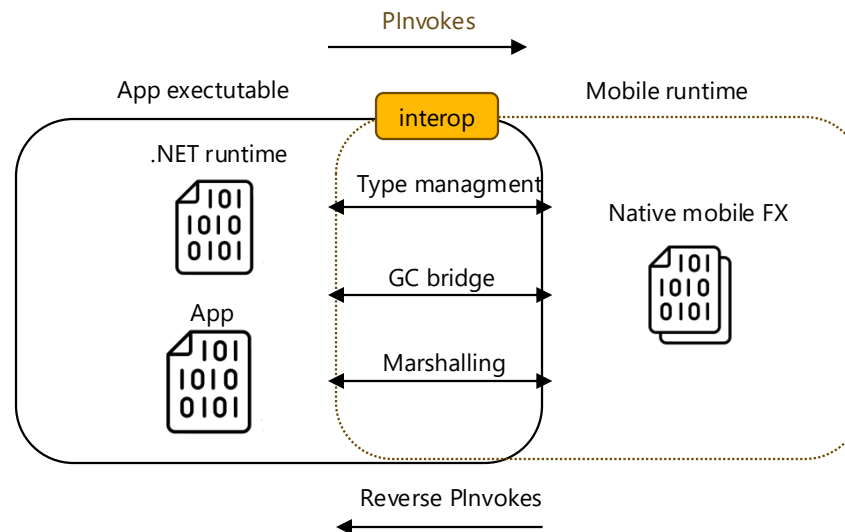 PInvokes
App exectutable
Mobile runtime
interop
.NET runtime
101
1010
0101
Type managment
Native mobile FX
101
1010
0101
GC bridge
App
101
1010
0101
Marshalling
Reverse PInvokes